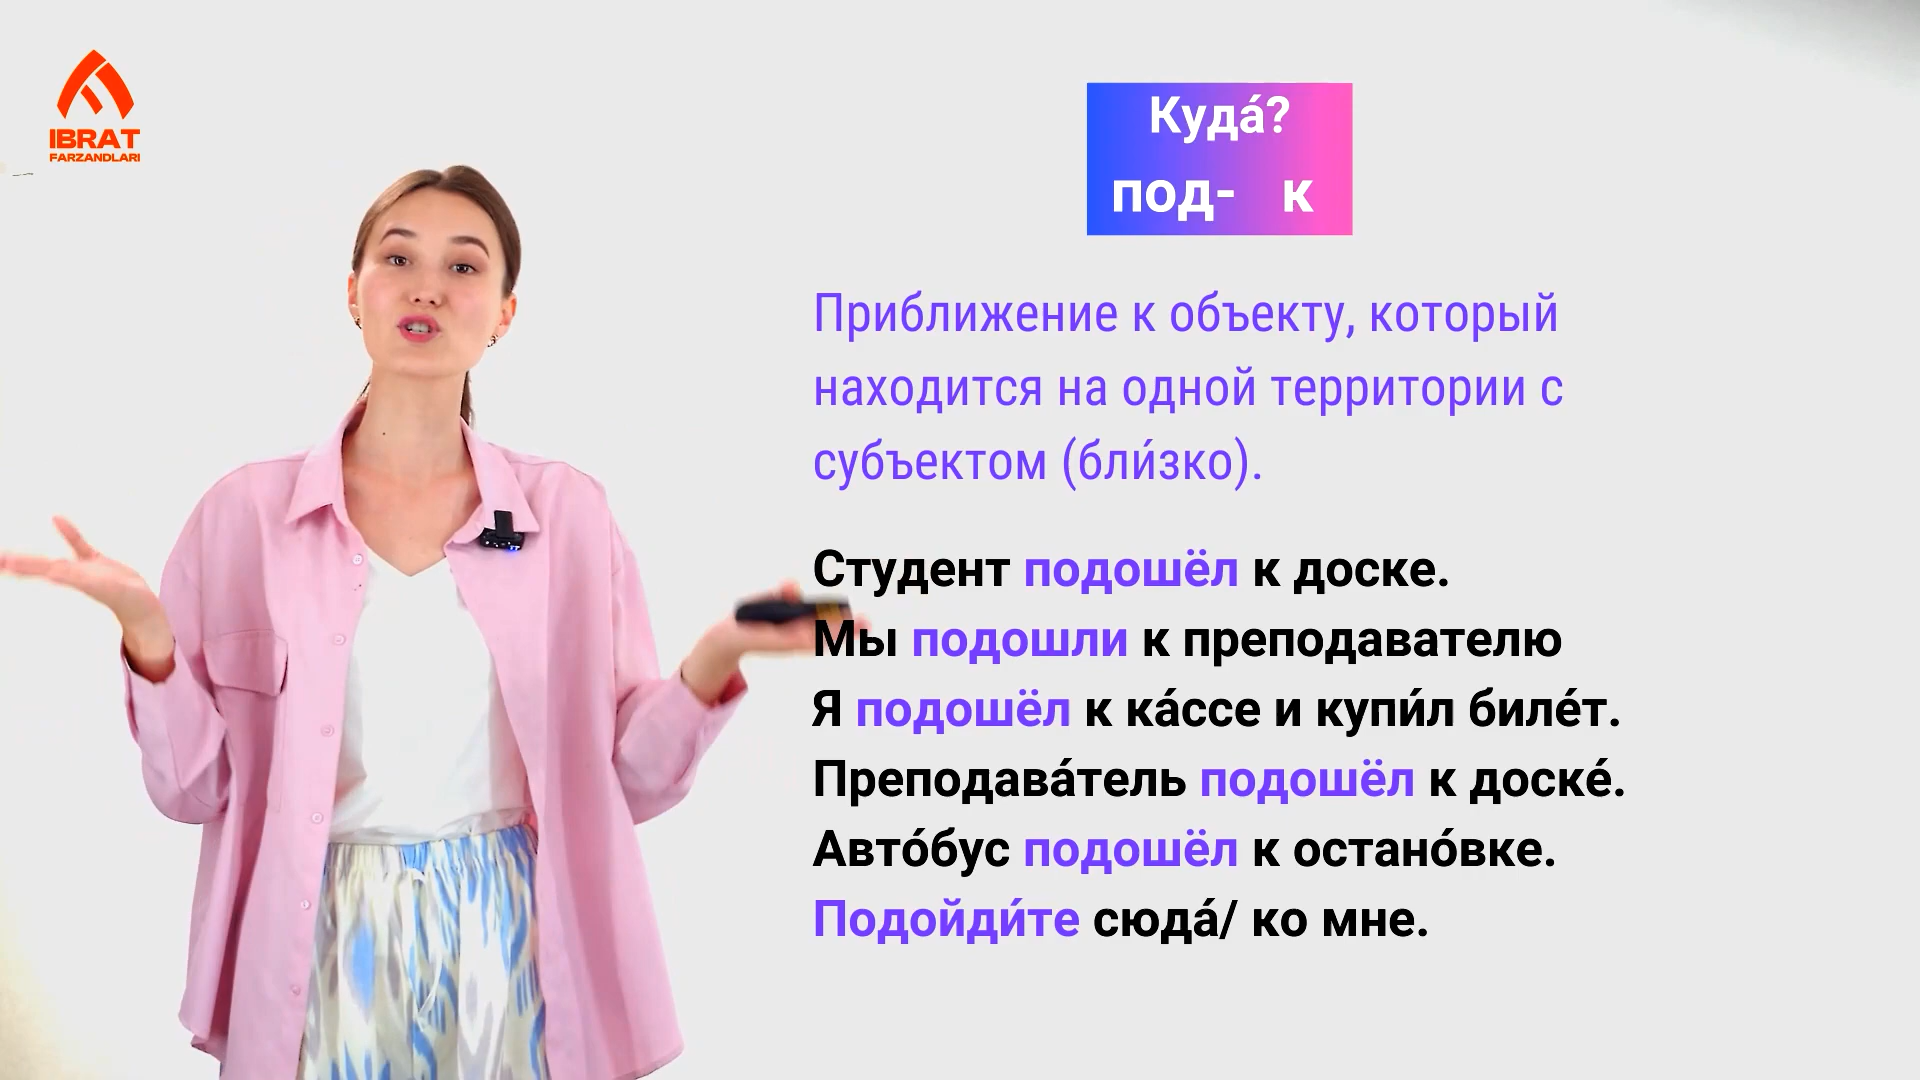 IBRAT
FARZANDLARI
Куда́?
под- к
Приближение к объекту, который
находится на одной территории с
субъектом (бли́зко).
Студент подошёл к доске.
Мы подошли к преподавателю
Я подошёл к ка́ссе и купи́л биле́т.
Преподава́тель подошёл к доске́.
Авто́бус подошёл к остано́вке.
Подойди́те сюда́/ ко мне.